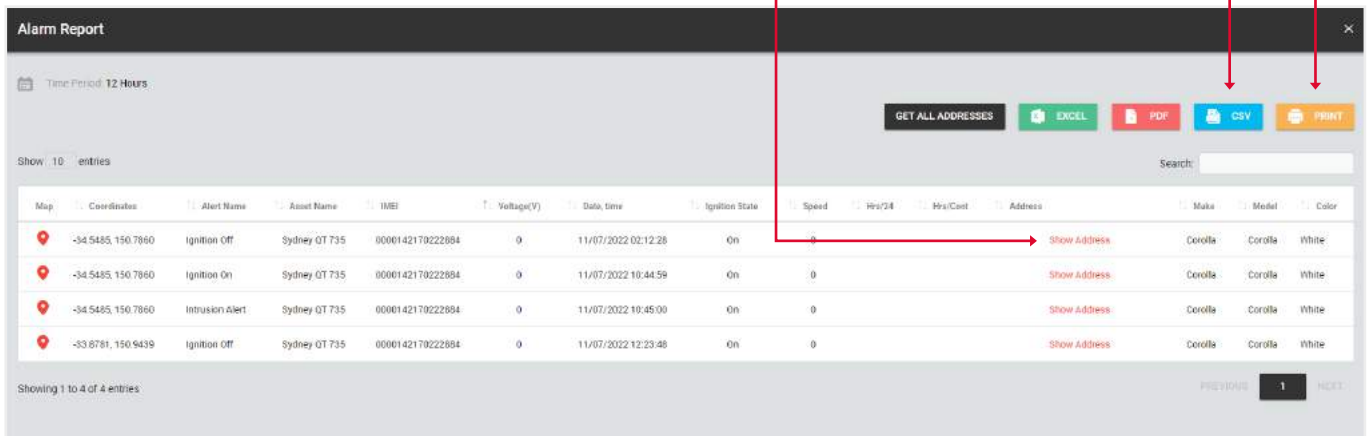 Alarm Report ×
Time Period: 12 Hours
GET ALL ADDRESSES EXCEL PDF CSV PRINT
Show 10 entries Search:
Map Coordinates Alert Name Asset Name IMEI Voltage(V) Date, time Ignition State Speed Hrs/24 Hrs/Cont Address Make Model Color
-34.5485, 150.7860 Ignition Off Sydney QT 735 0000142170222884 0 11/07/2022 02:12:28 On 0 Show Address Corolla Corolla White
-34.5485, 150.7860 Ignition On Sydney QT 735 0000142170222884 0 11/07/2022 10:44:59 On 0 Show Address Corolla Corolla White
-34.5485, 150.7860 Intrusion Alert Sydney QT 735 0000142170222884 0 11/07/2022 10:45:00 On 0 Show Address Corolla Corolla White
-33.8781, 150.9439 Ignition Off Sydney QT 735 0000142170222884 0 11/07/2022 12:23:48 On 0 Show Address Corolla Corolla White
Showing 1 to 4 of 4 entries PREVIOUS 1 NEXT